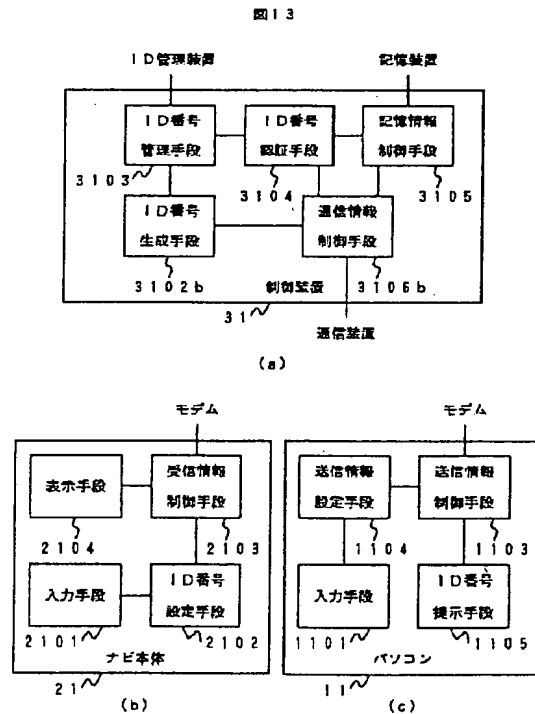 図13
ID管理装置 記憶装置
ID番号 ID番号 記憶情報
管理手段 認証手段 制御手段
3103 3104 3105
ID番号 通信情報
生成手段 制御手段
3102b 制御装置 3106b
31
通信装置
(a)
モデム モデム
表示手段 受信情報 送信情報 送信情報
制御手段 設定手段 制御手段
2104 2103 1104 1103
入力手段 ID番号 入力手段 ID番号
設定手段 提示手段
2101 2102 1101 1105
ナビ本体 パソコン
21 11
(b) (c)